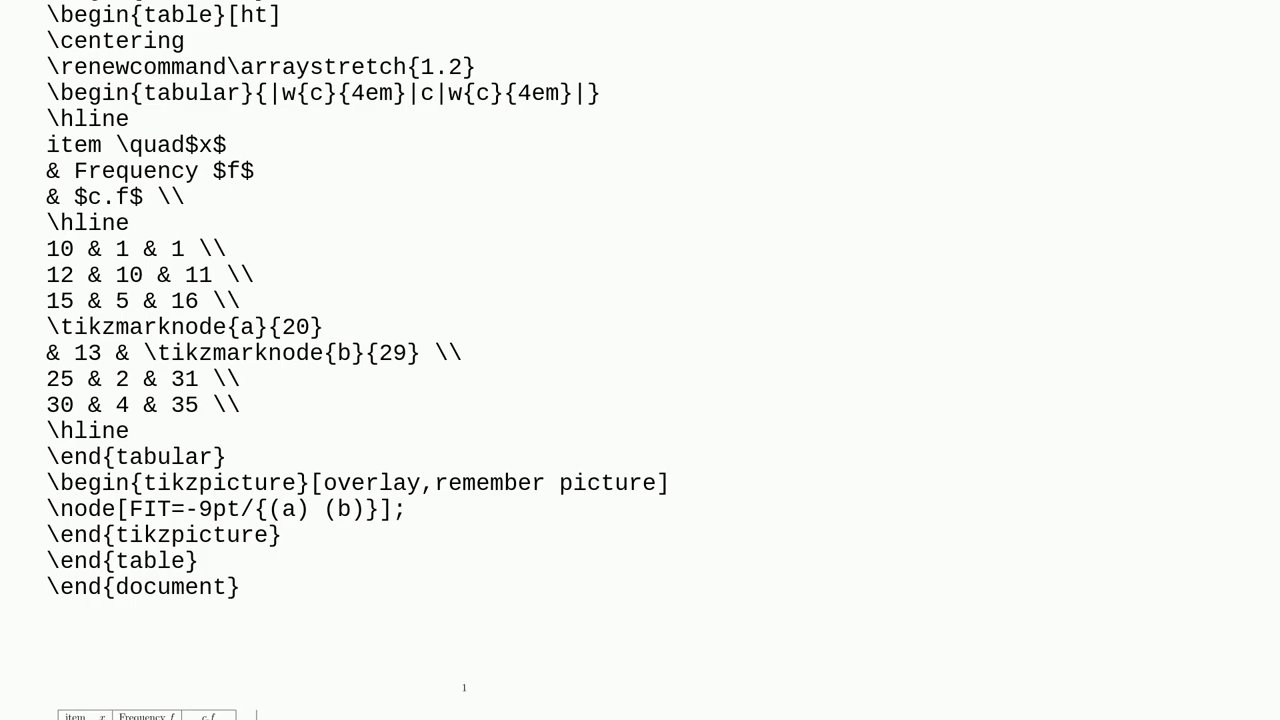 \begin{table}[ht]
\centering
\renewcommand\arraystretch{1.2}
\begin{tabular}{|w{c}{4em}|c|w{c}{4em}|}
\hline
item \quad$x$
& Frequency $f$
& $c.f$ \\
\hline
10 & 1 & 1 \\
12 & 10 & 11 \\
15 & 5 & 16 \\
\tikzmarknode{a}{20}
& 13 & \tikzmarknode{b}{29} \\
25 & 2 & 31 \\
30 & 4 & 35 \\
\hline
\end{tabular}
\begin{tikzpicture}[overlay,remember picture]
\node[FIT=-9pt/{(a) (b)}];
\end{tikzpicture}
\end{table}
\end{document}
1
item x Frequency f c.f